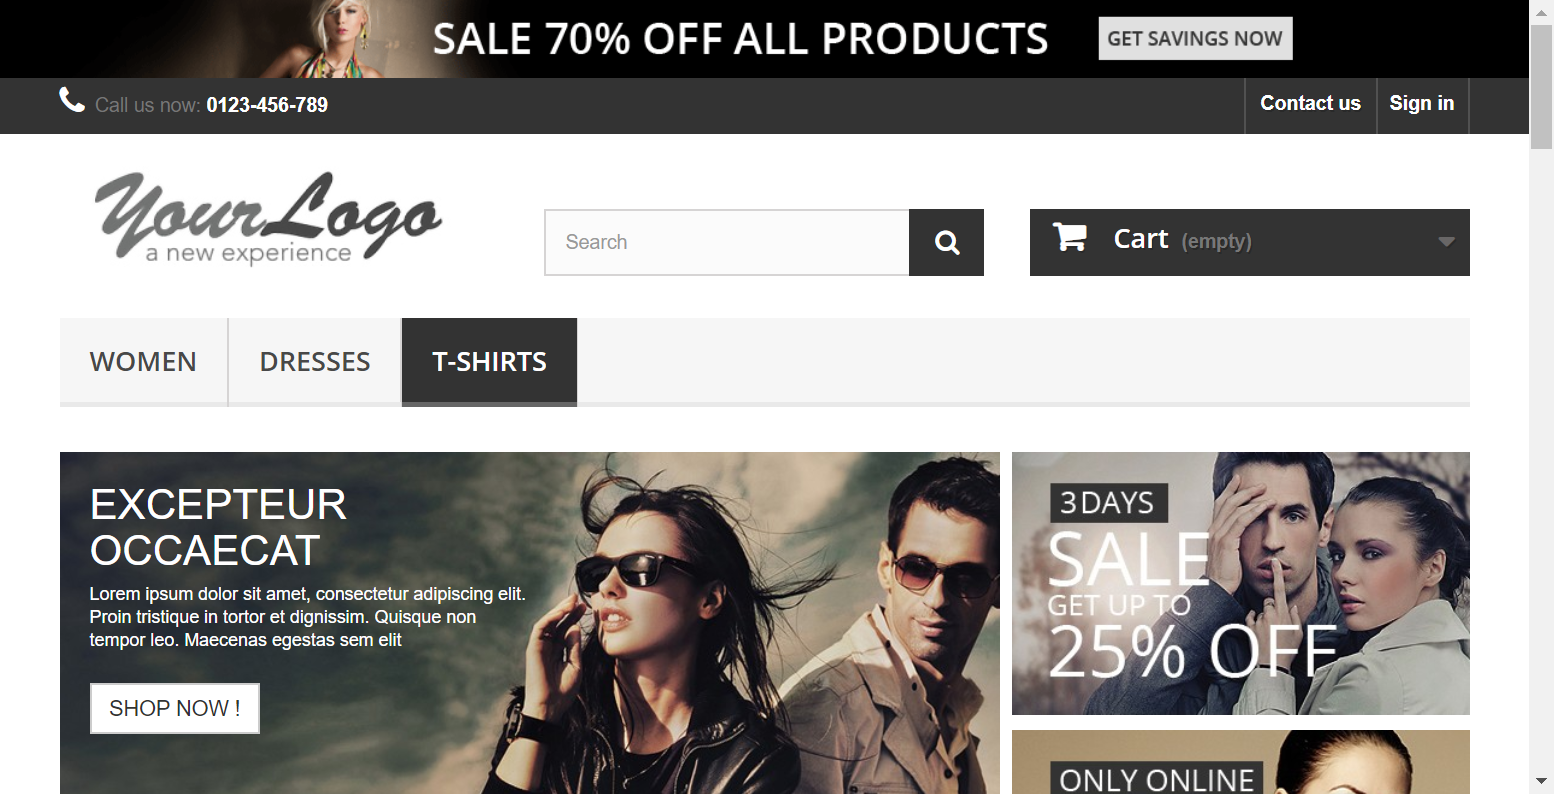 SALE 70% OFF ALL PRODUCTS
GET SAVINGS NOW
Call us now: 0123-456-789
Contact us
Sign in
YourLogo
a new experience
Search
Cart (empty)
WOMEN
DRESSES
T-SHIRTS
EXCEPTEUR
OCCAECAT
Lorem ipsum dolor sit amet, consectetur adipiscing elit.
Proin tristique in tortor et dignissim. Quisque non
tempor leo. Maecenas egestas sem elit
SHOP NOW !
3 DAYS
SALE
GET UP TO
25% OFF
ONLY ONLINE